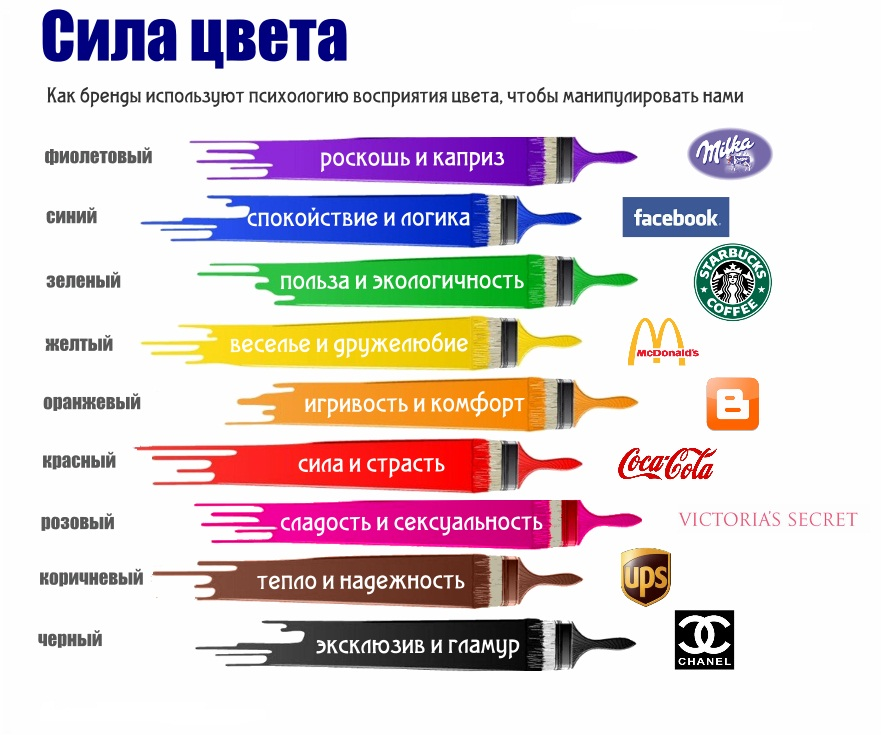 Сила цвета
Как бренды используют психологию восприятия цвета, чтобы манипулировать нами
фиолетовый роскошь и каприз Milka
синий спокойствие и логика facebook
зеленый польза и экологичность STARBUCKS COFFEE
желтый веселье и дружелюбие McDonald's
оранжевый игривость и комфорт B
красный сила и страсть Coca-Cola
розовый сладость и сексуальность VICTORIA'S SECRET
коричневый тепло и надежность ups
черный эксклюзив и гламур CHANEL